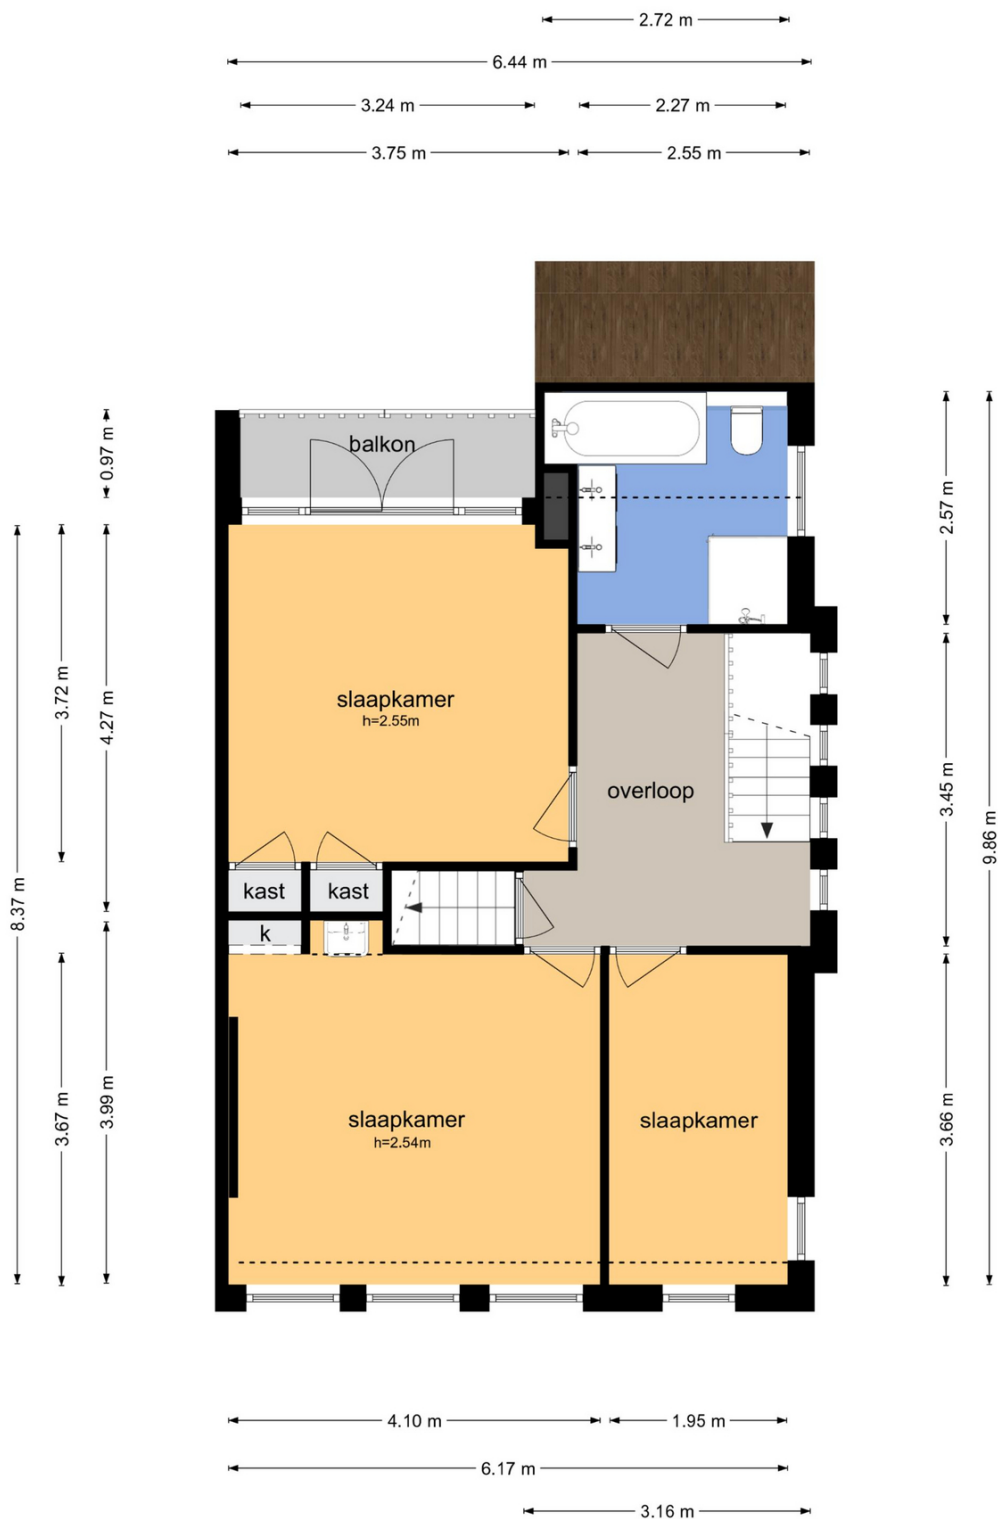 2.72 m
6.44 m
3.24 m
2.27 m
3.75 m
2.55 m
balkon
0.97 m
2.57 m
slaapkamer
h=2.55m
3.72 m
4.27 m
overloop
3.45 m
9.86 m
kast
kast
8.37 m
k
slaapkamer
h=2.54m
slaapkamer
3.67 m
3.99 m
3.66 m
4.10 m
1.95 m
6.17 m
3.16 m